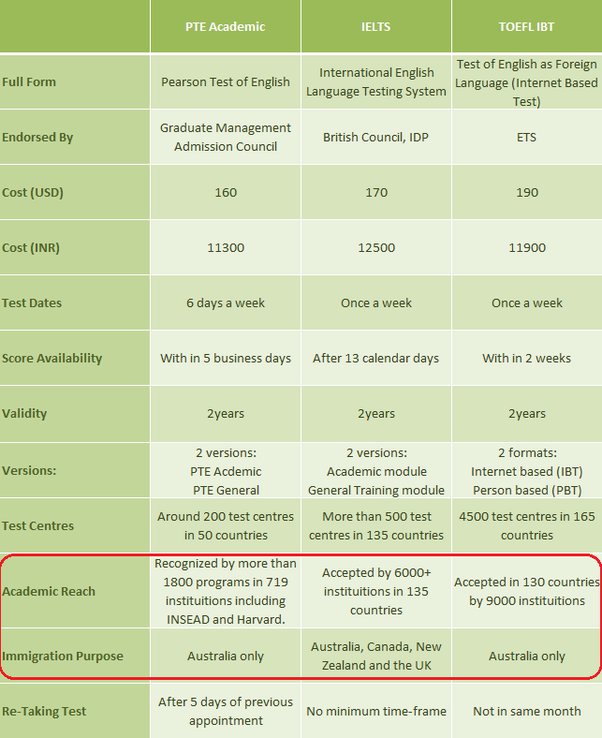 PTE Academic
IELTS
TOEFL IBT
Full Form
Pearson Test of English
International English
Language Testing System
Test of English as Foreign
Language (Internet Based
Test)
Endorsed By
Graduate Management
Admission Council
British Council, IDP
ETS
Cost (USD)
160
170
190
Cost (INR)
11300
12500
11900
Test Dates
6 days a week
Once a week
Once a week
Score Availability
With in 5 business days
After 13 calendar days
With in 2 weeks
Validity
2years
2years
2years
Versions:
2 versions:
PTE Acdemic
PTE General
2 versions:
Academic module
General Training module
2 formats:
Internet based (IBT)
Person based (PBT)
Test Centres
Around 200 test centres
in 50 countries
More than 500 test
centres in 135 countries
4500 test centres in 165
countries
Academic Reach
Recognized by more than
1800 programs in 719
instituitions including
INSEAD and Harvard.
Accepted by 6000+
instituitions in 135
countries
Accepted in 130 countries
by 9000 instituitions
Immigration Purpose
Australia only
Australia, Canada, New
Zealand and the UK
Australia only
Re-Taking Test
After 5 days of previous
appointment
No minimum time-frame
Not in same month